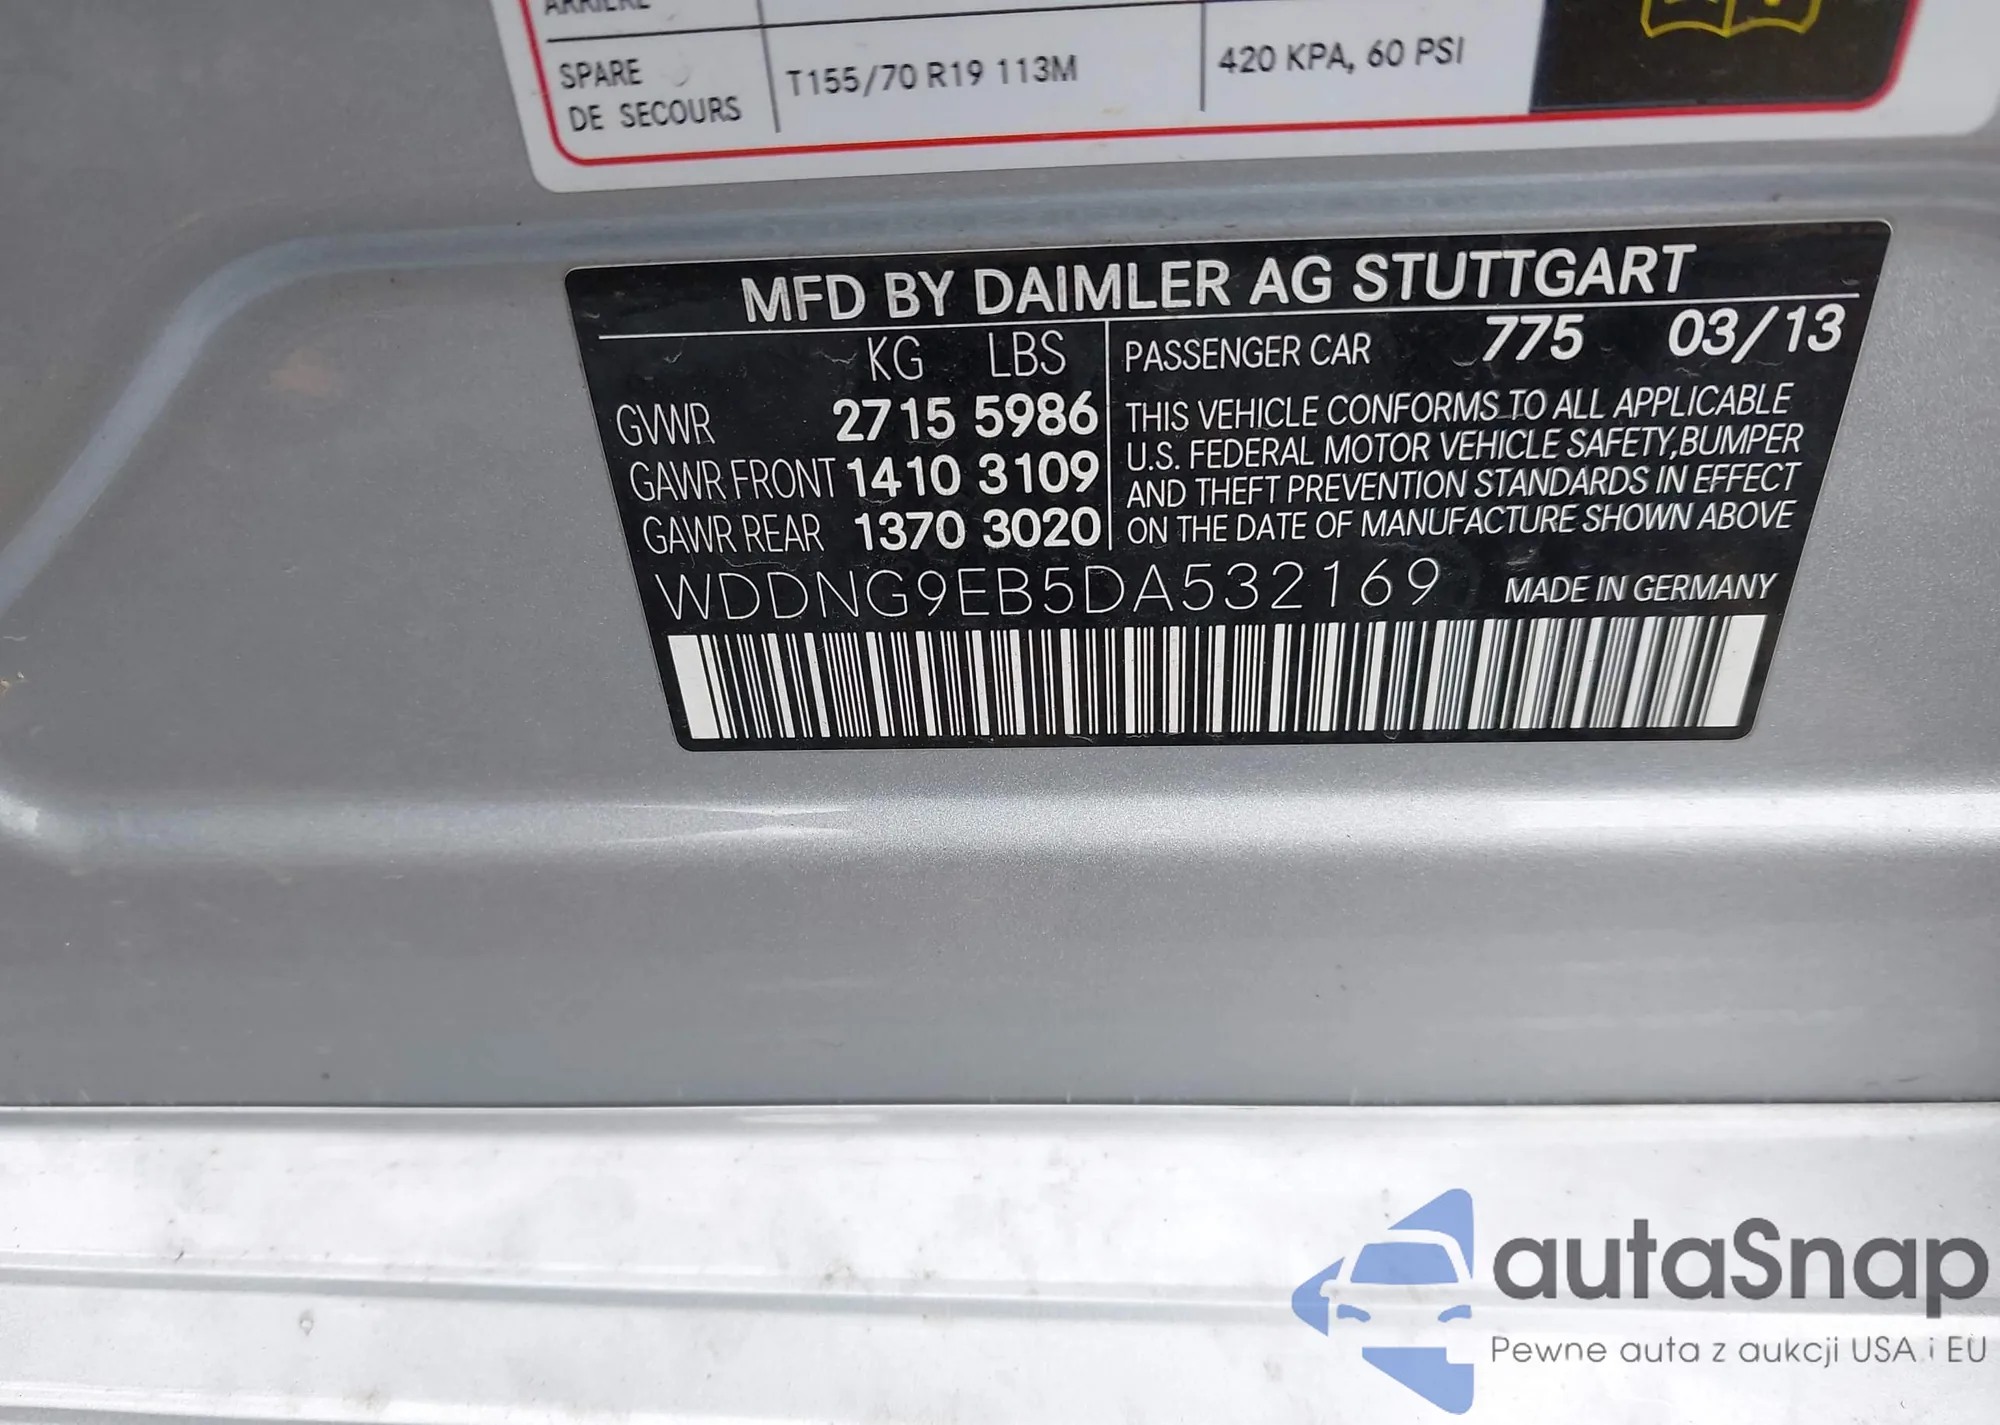 ARRIÈRE
SPARE
DE SECOURS
T155/70 R19 113M
420 KPA, 60 PSI
MFD BY DAIMLER AG STUTTGART
KG LBS
GVWR 2715 5986
GAWR FRONT 1410 3109
GAWR REAR 1370 3020
PASSENGER CAR 775 03/13
THIS VEHICLE CONFORMS TO ALL APPLICABLE
U.S. FEDERAL MOTOR VEHICLE SAFETY,BUMPER
AND THEFT PREVENTION STANDARDS IN EFFECT
ON THE DATE OF MANUFACTURE SHOWN ABOVE
WDDNG9EB5DA532169 MADE IN GERMANY
autaSnap
Pewne auta z aukcji USA i EU